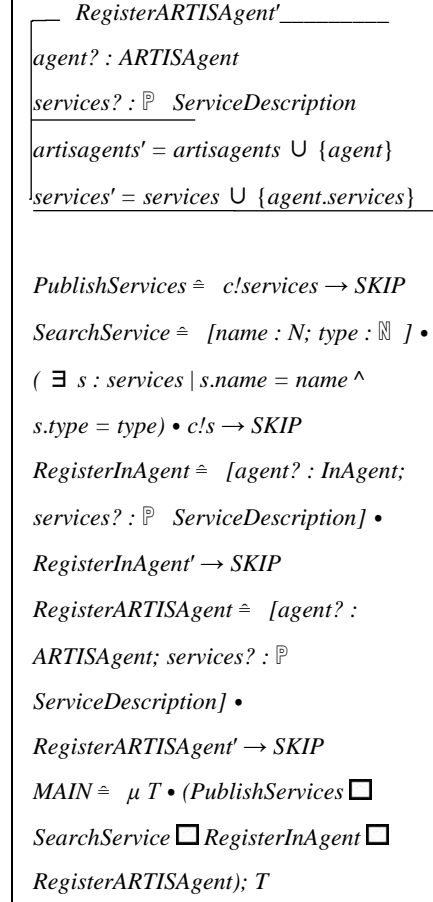 __ RegisterARTISAgent′_________
agent? : ARTISAgent
services? : ℙ ServiceDescription
artisagents′ = artisagents ∪ {agent}
services′ = services ∪ {agent.services}
PublishServices ≙ c!services → SKIP
SearchService ≙ [name : N; type : ℕ ] •
( ∃ s : services | s.name = name ^
s.type = type) • c!s → SKIP
RegisterInAgent ≙ [agent? : InAgent;
services? : ℙ ServiceDescription] •
RegisterInAgent′ → SKIP
RegisterARTISAgent ≙ [agent? :
ARTISAgent; services? : ℙ
ServiceDescription] •
RegisterARTISAgent′ → SKIP
MAIN ≙ μ T • (PublishServices □
SearchService □ RegisterInAgent □
RegisterARTISAgent); T